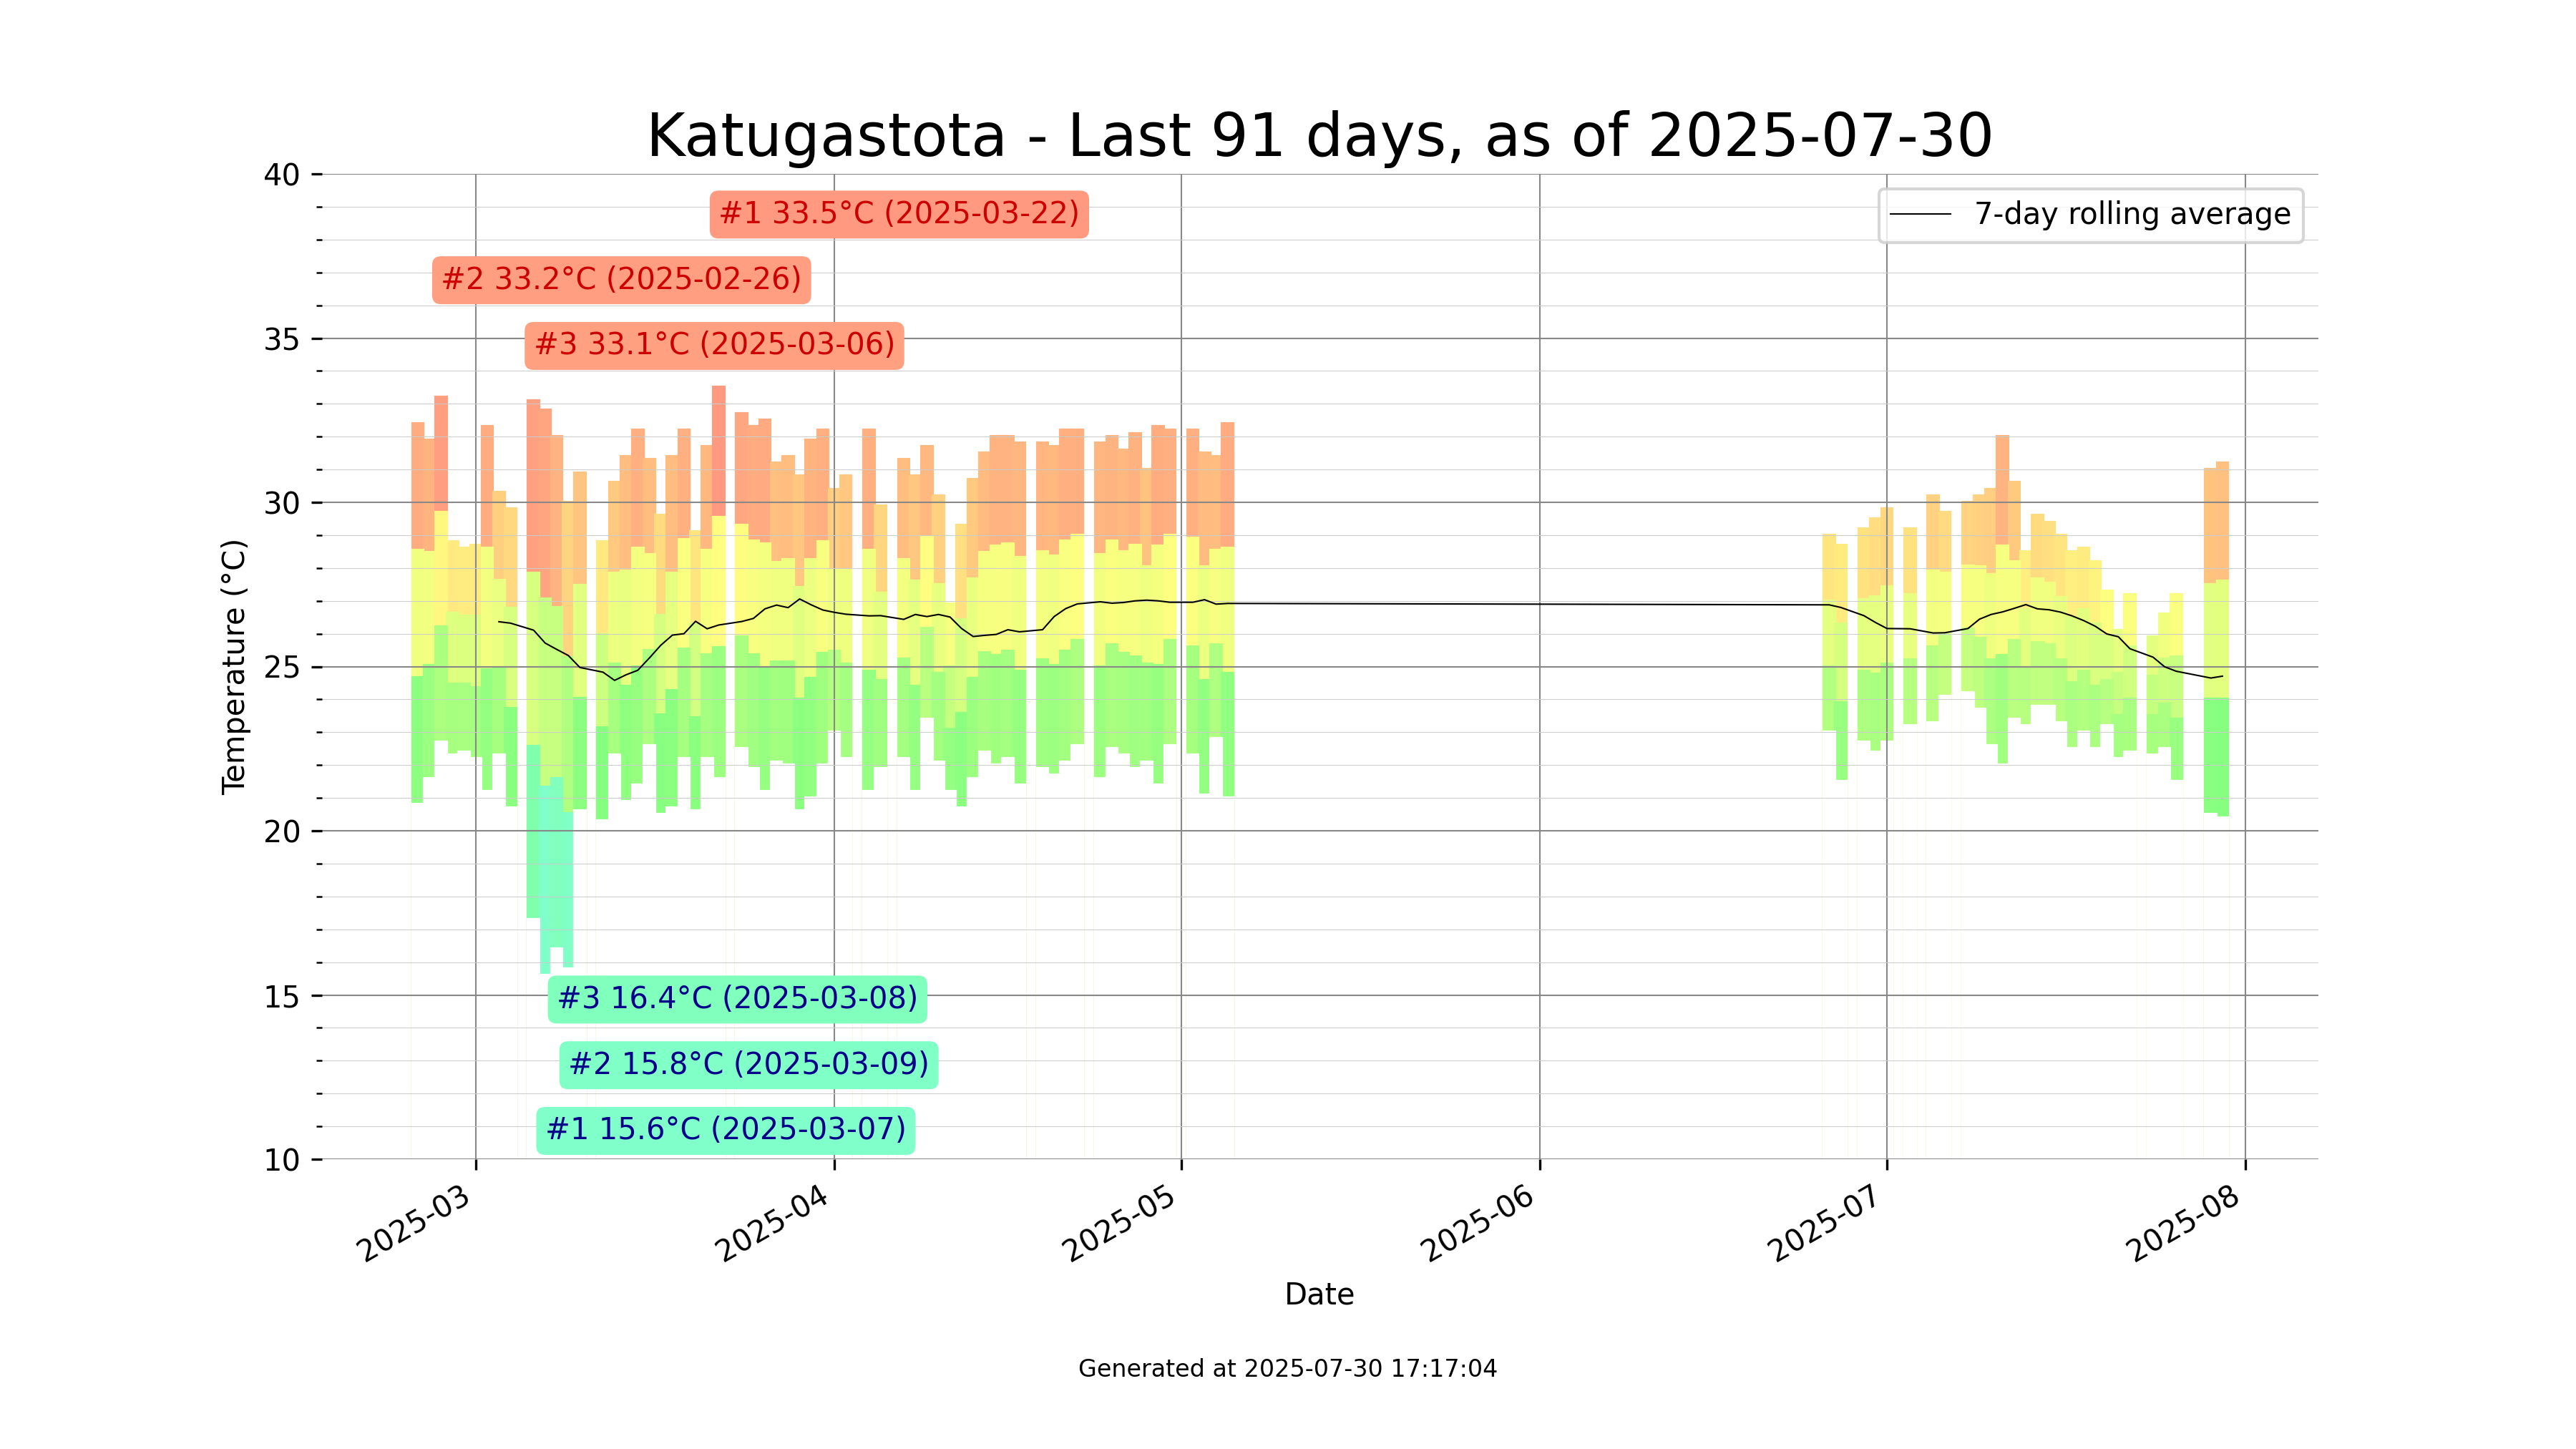 Katugastota - Last 91 days, as of 2025-07-30
40
#1 33.5°C (2025-03-22)
7-day rolling average
#2 33.2°C (2025-02-26)
35
#3 33.1°C (2025-03-06)
30
25
Temperature (°C)
20
15
#3 16.4°C (2025-03-08)
#2 15.8°C (2025-03-09)
#1 15.6°C (2025-03-07)
10
2025-03
2025-04
2025-05
2025-06
2025-07
2025-08
Date
Generated at 2025-07-30 17:17:04